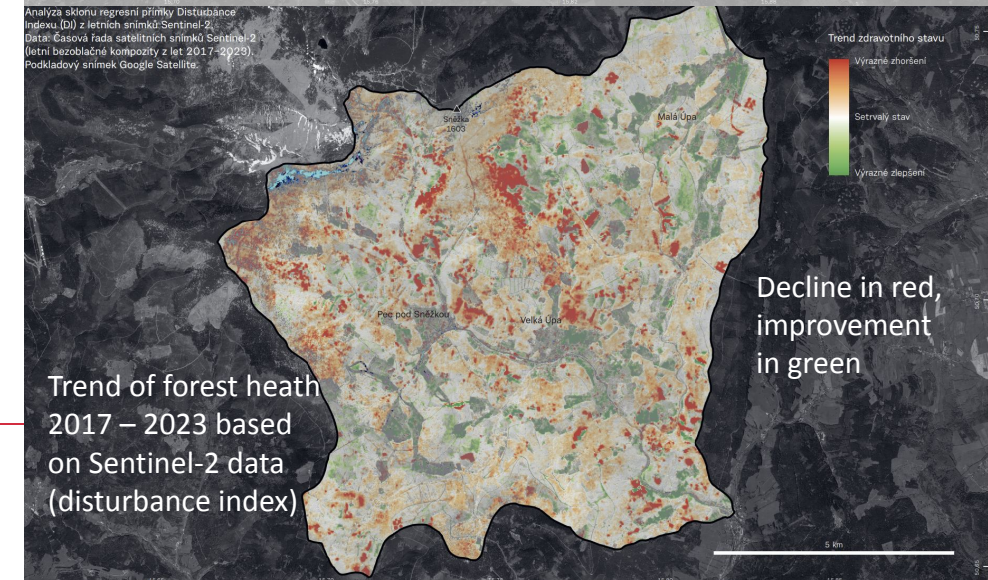 Analýza sklonu regresní přímky Disturbance
Indexu (DI) z letních snímků Sentinel-2.
Data: Časová řada satelitních snímků Sentinel-2
(letní bezoblačné kompozity z let 2017–2023).
Podkladový snímek Google Satellite.
Trend zdravotního stavu
Výrazné zhoršení
Setrvalý stav
Výrazné zlepšení
Sněžka
1603
Malá Úpa
Pec pod Sněžkou
Velká Úpa
Decline in red,
improvement
in green
Trend of forest heath
2017 – 2023 based
on Sentinel-2 data
(disturbance index)
5 km